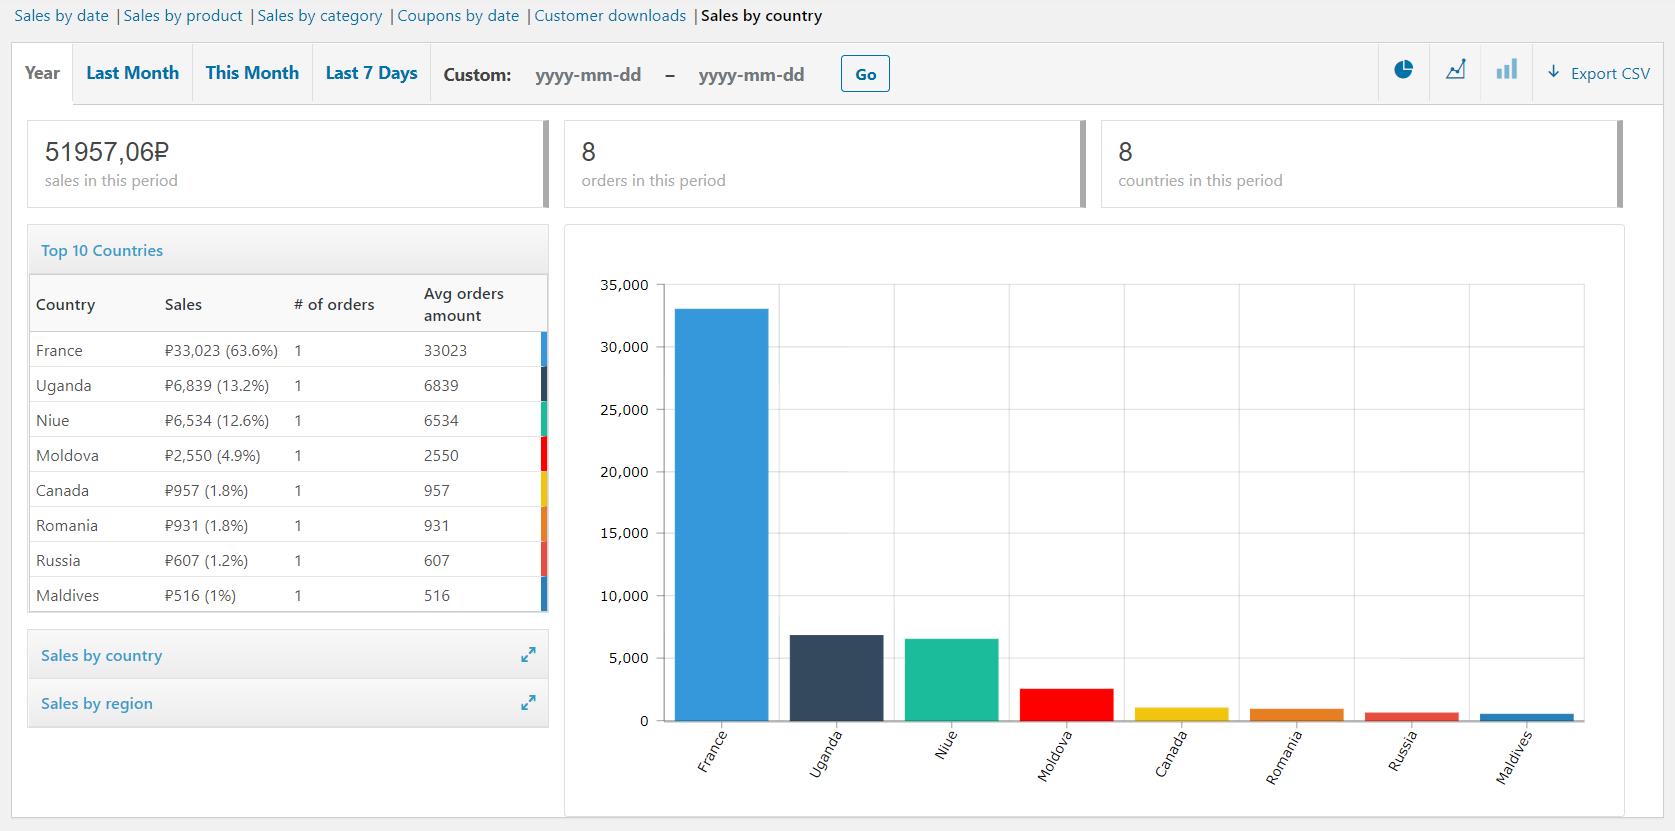 Sales by date | Sales by product | Sales by category | Coupons by date | Customer downloads | Sales by country
Year Last Month This Month Last 7 Days Custom: yyyy-mm-dd – yyyy-mm-dd Go Export CSV
51957,06₽
sales in this period
8
orders in this period
8
countries in this period
Top 10 Countries
Country Sales # of orders Avg orders
amount
France ₽33,023 (63.6%) 1 33023
Uganda ₽6,839 (13.2%) 1 6839
Niue ₽6,534 (12.6%) 1 6534
Moldova ₽2,550 (4.9%) 1 2550
Canada ₽957 (1.8%) 1 957
Romania ₽931 (1.8%) 1 931
Russia ₽607 (1.2%) 1 607
Maldives ₽516 (1%) 1 516
Sales by country
Sales by region
35,000
30,000
25,000
20,000
15,000
10,000
5,000
0
France Uganda Niue Moldova Canada Romania Russia Maldives